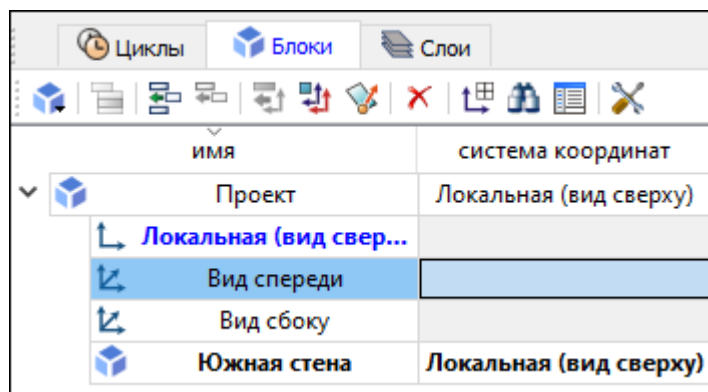 Циклы Блоки Слои
имя система координат
Проект Локальная (вид сверху)
Локальная (вид свер...
Вид спереди
Вид сбоку
Южная стена Локальная (вид сверху)